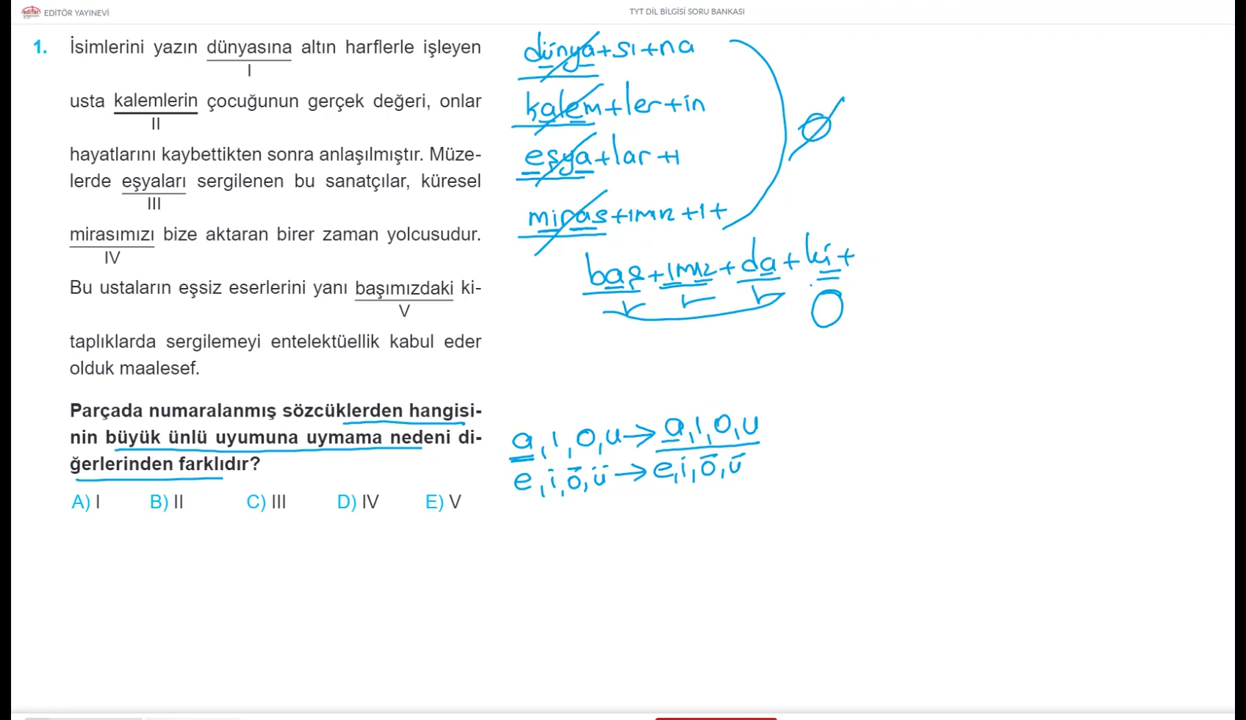 EDİTÖR YAYINEVİ
TYT DİL BİLGİSİ SORU BANKASI
1. İsimlerini yazın dünyasına altın harflerle işleyen
I
usta kalemlerin çocuğunun gerçek değeri, onlar
II
hayatlarını kaybettikten sonra anlaşılmıştır. Müze-
lerde eşyaları sergilenen bu sanatçılar, küresel
III
mirasımızı bize aktaran birer zaman yolcusudur.
IV
Bu ustaların eşsiz eserlerini yanı başımızdaki ki-
V
taplıklarda sergilemeyi entelektüellik kabul eder
olduk maalesef.
Parçada numaralanmış sözcüklerden hangisi-
nin büyük ünlü uyumuna uymama nedeni di-
ğerlerinden farklıdır?
A) I B) II C) III D) IV E) V
dünya+sı+na
kalem+ler+in
eşya+lar+ı
miras+ımız+ı+
baş+ımız+da+ki+
a, ı, o, u→a, ı, o, u
e, i, ö, ü→e, i, ö, ü